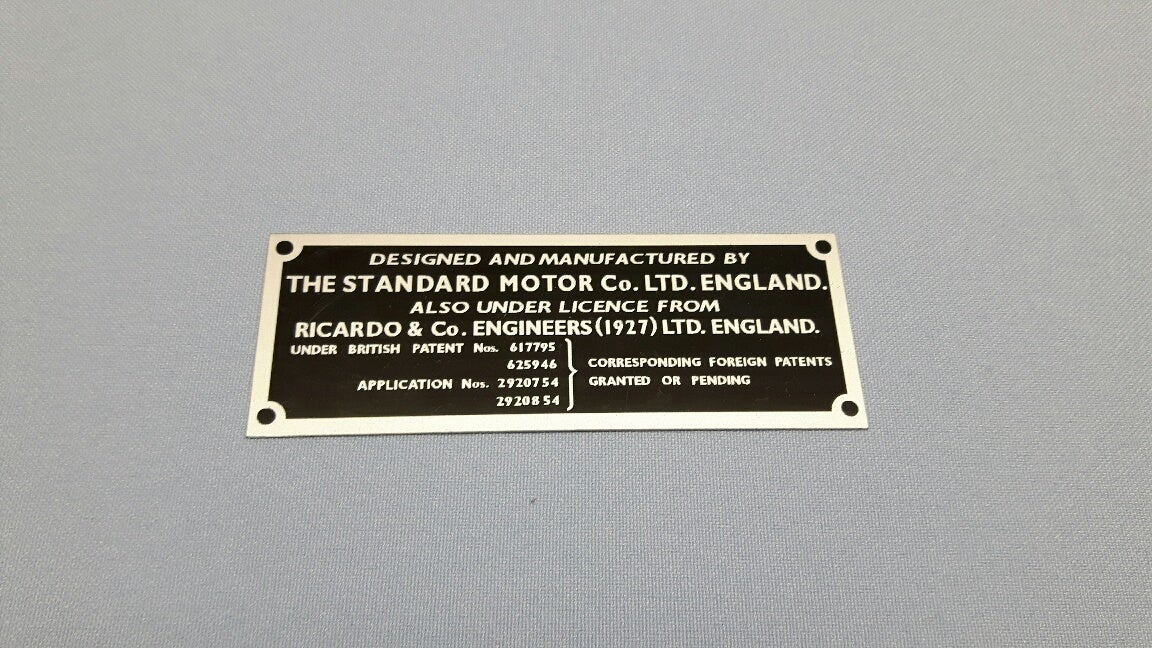 DESIGNED AND MANUFACTURED BY
THE STANDARD MOTOR Co. LTD. ENGLAND.
ALSO UNDER LICENCE FROM
RICARDO & Co. ENGINEERS (1927) LTD. ENGLAND.
UNDER BRITISH PATENT Nos. 617795
625946
APPLICATION Nos. 2920754
2920854
CORRESPONDING FOREIGN PATENTS
GRANTED OR PENDING